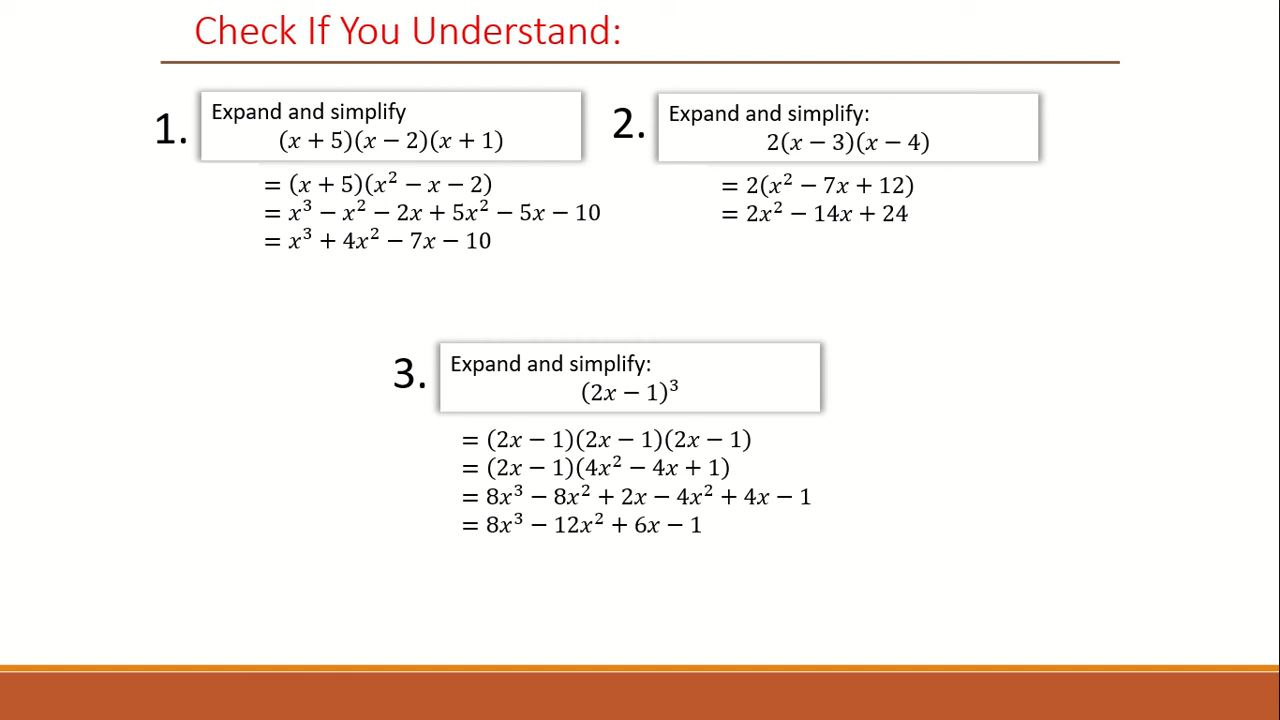 Check If You Understand:
1.
Expand and simplify
(𝑥 + 5)(𝑥 − 2)(𝑥 + 1)
= (𝑥 + 5)(𝑥² − 𝑥 − 2)
= 𝑥³ − 𝑥² − 2𝑥 + 5𝑥² − 5𝑥 − 10
= 𝑥³ + 4𝑥² − 7𝑥 − 10
2.
Expand and simplify:
2(𝑥 − 3)(𝑥 − 4)
= 2(𝑥² − 7𝑥 + 12)
= 2𝑥² − 14𝑥 + 24
3.
Expand and simplify:
(2𝑥 − 1)³
= (2𝑥 − 1)(2𝑥 − 1)(2𝑥 − 1)
= (2𝑥 − 1)(4𝑥² − 4𝑥 + 1)
= 8𝑥³ − 8𝑥² + 2𝑥 − 4𝑥² + 4𝑥 − 1
= 8𝑥³ − 12𝑥² + 6𝑥 − 1